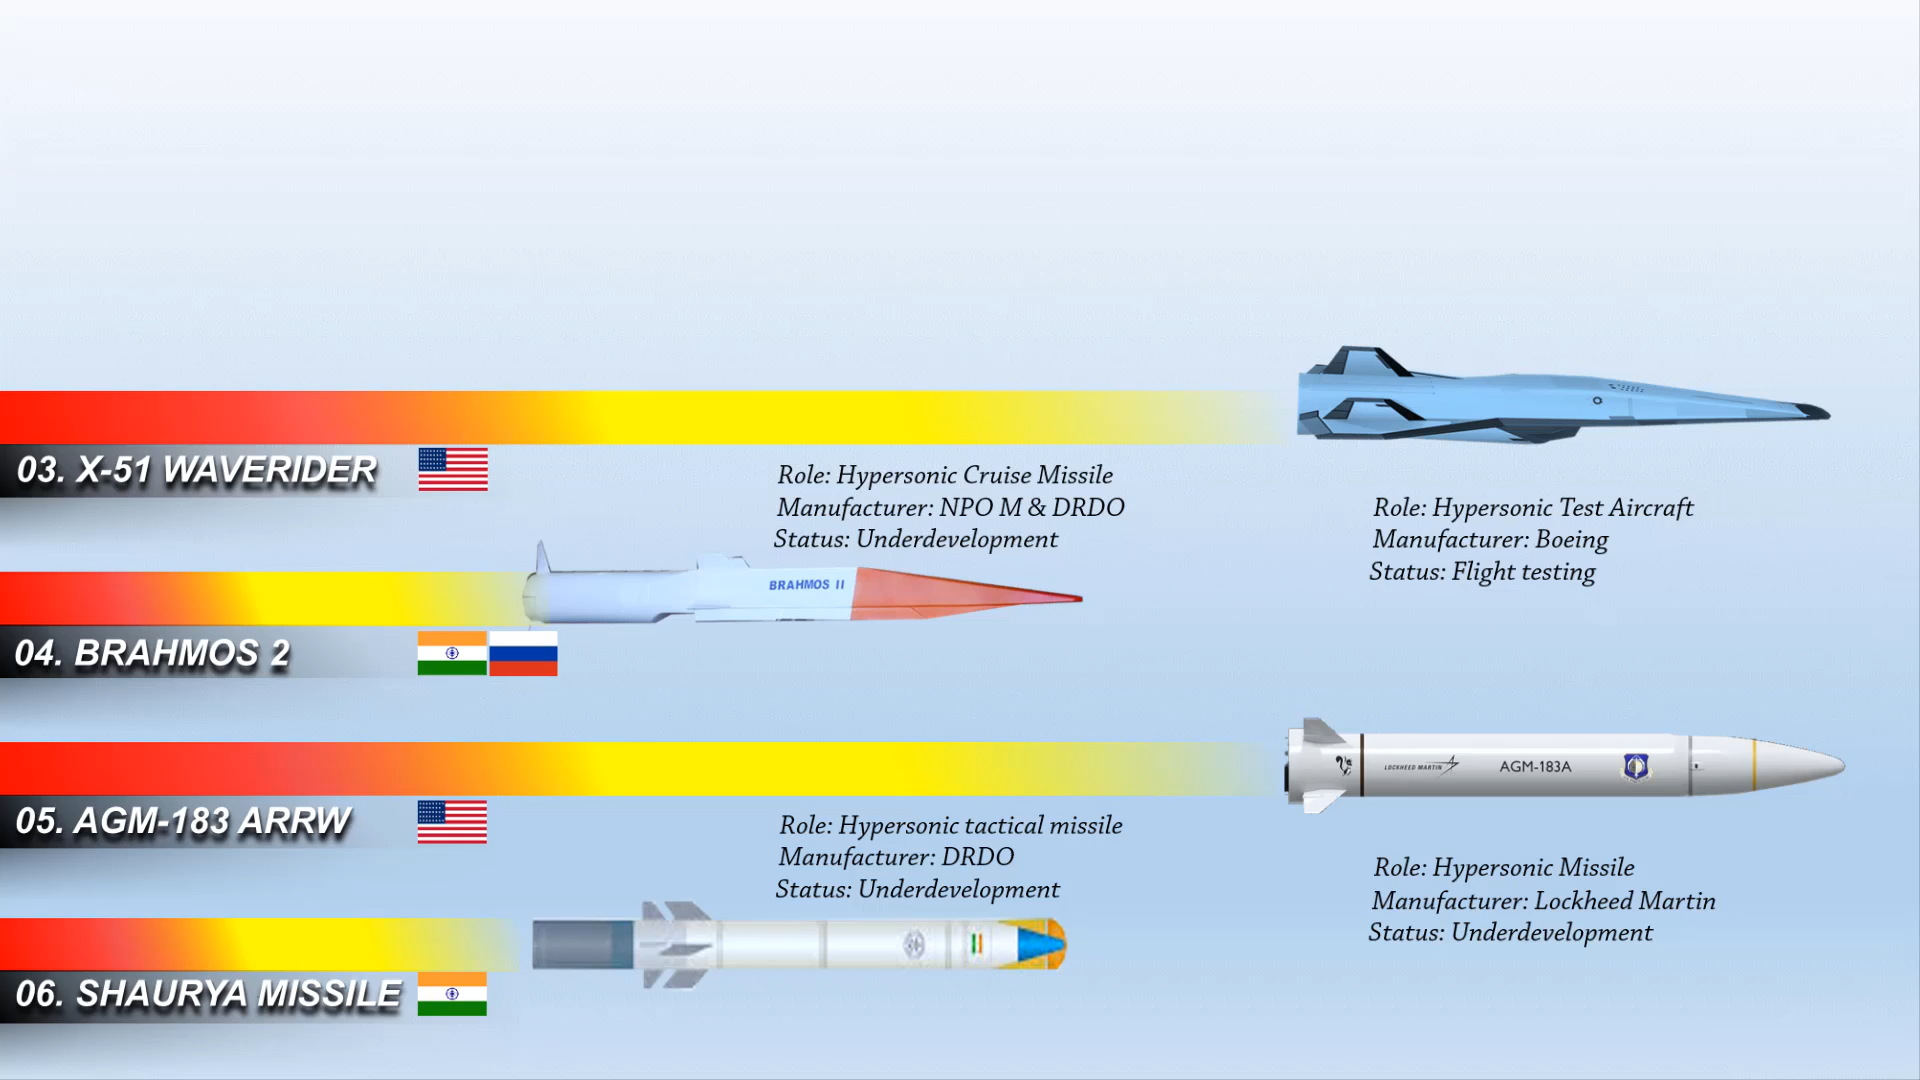 03. X-51 WAVERIDER
Role: Hypersonic Cruise Missile
Manufacturer: NPO M & DRDO
Status: Underdevelopment
Role: Hypersonic Test Aircraft
Manufacturer: Boeing
Status: Flight testing
BRAHMOS II
04. BRAHMOS 2
LOCKHEED MARTIN
AGM-183A
05. AGM-183 ARRW
Role: Hypersonic tactical missile
Manufacturer: DRDO
Status: Underdevelopment
Role: Hypersonic Missile
Manufacturer: Lockheed Martin
Status: Underdevelopment
06. SHAURYA MISSILE